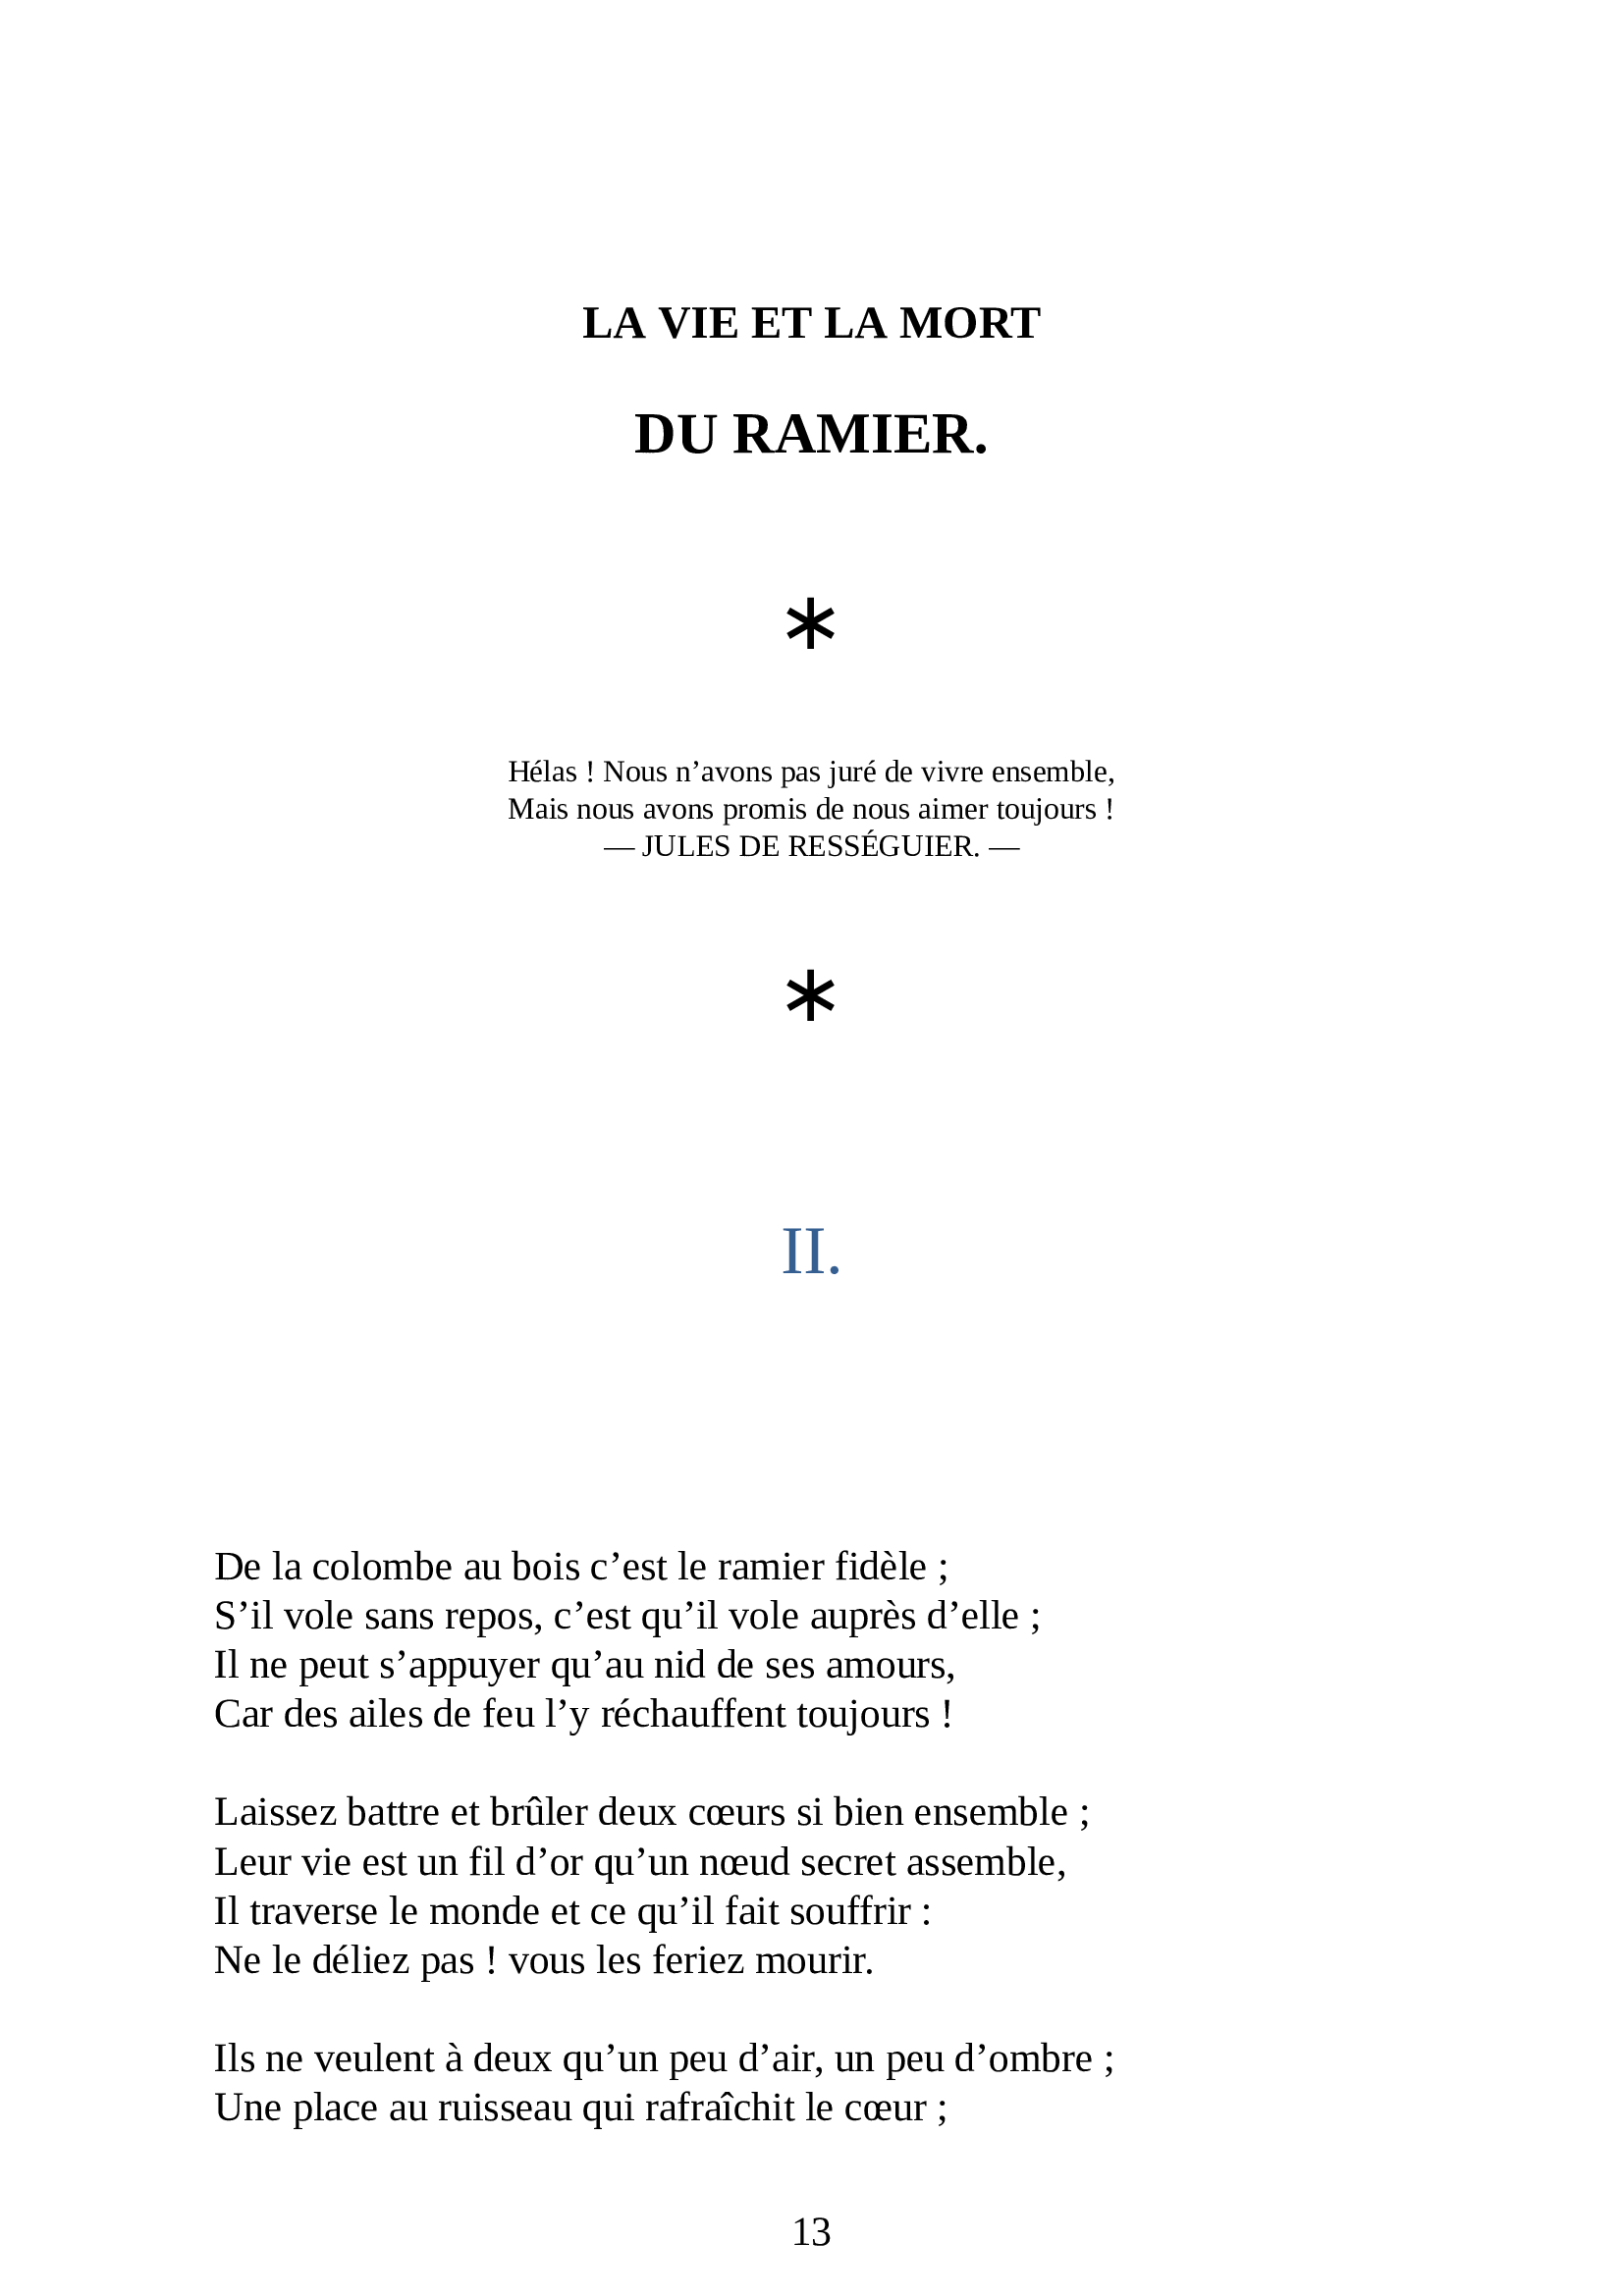 LA VIE ET LA MORT
DU RAMIER.
*
Hélas ! Nous n’avons pas juré de vivre ensemble,
Mais nous avons promis de nous aimer toujours !
— JULES DE RESSÉGUIER. —
*
II.
De la colombe au bois c’est le ramier fidèle ;
S’il vole sans repos, c’est qu’il vole auprès d’elle ;
Il ne peut s’appuyer qu’au nid de ses amours,
Car des ailes de feu l’y réchauffent toujours !
Laissez battre et brûler deux cœurs si bien ensemble ;
Leur vie est un fil d’or qu’un nœud secret assemble,
Il traverse le monde et ce qu’il fait souffrir :
Ne le déliez pas ! vous les feriez mourir.
Ils ne veulent à deux qu’un peu d’air, un peu d’ombre ;
Une place au ruisseau qui rafraîchit le cœur ;
13